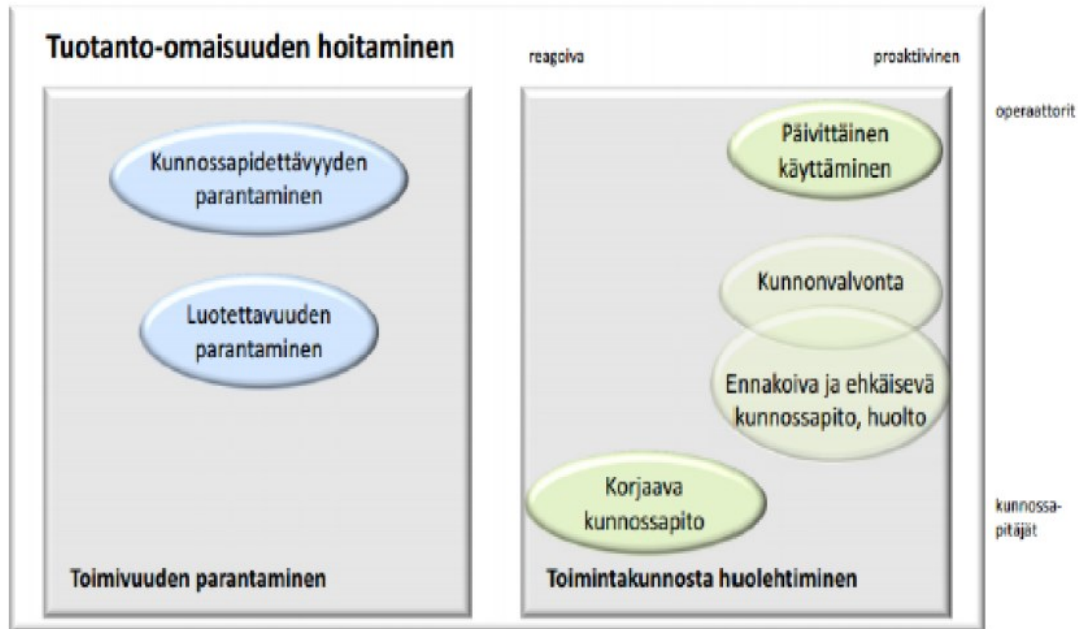 Tuotanto-omaisuuden hoitaminen
reagoiva
proaktiivinen
operaattorit
Kunnossapidettävyyden
parantaminen
Luotettavuuden
parantaminen
Toimivuuden parantaminen
Päivittäinen
käyttäminen
Kunnonvalvonta
Ennakoiva ja ehkäisevä
kunnossapito, huolto
Korjaava
kunnossapito
Toimintakunnosta huolehtiminen
kunnossa-
pitäjät